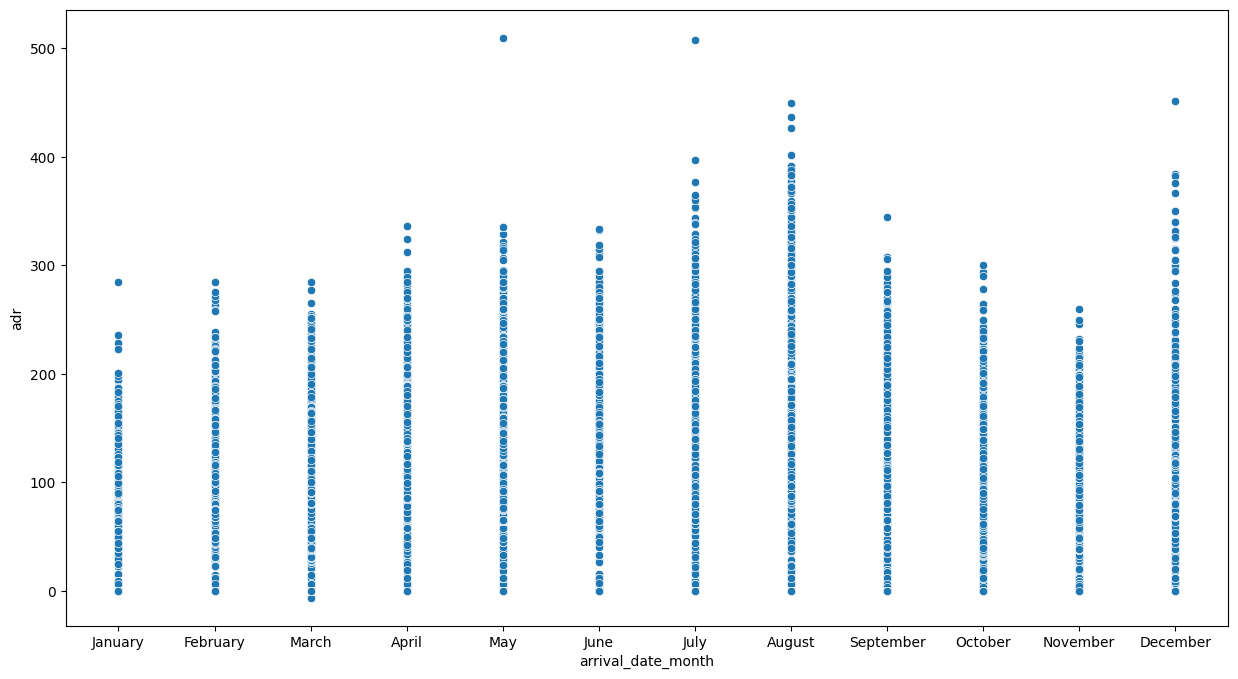 500
400
300
200
100
0
adr
January February March April May June July August September October November December
arrival_date_month